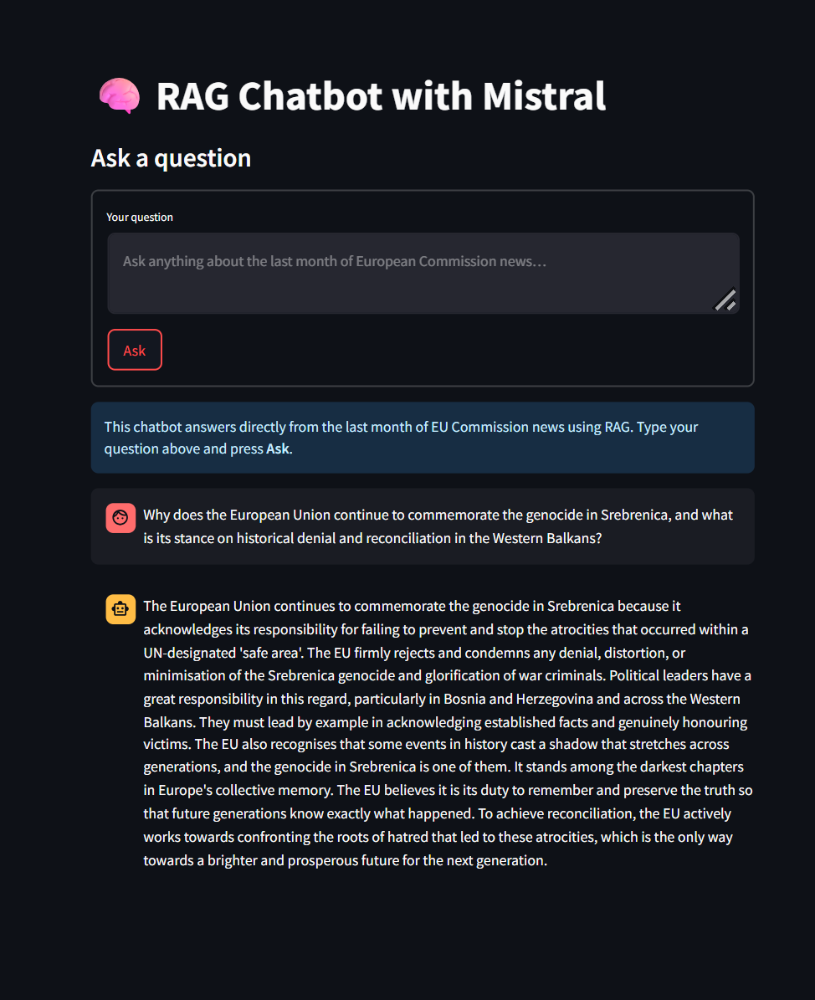 RAG Chatbot with Mistral
Ask a question
Your question
Ask anything about the last month of European Commission news...
Ask
This chatbot answers directly from the last month of EU Commission news using RAG. Type your
question above and press Ask.
Why does the European Union continue to commemorate the genocide in Srebrenica, and what
is its stance on historical denial and reconciliation in the Western Balkans?
The European Union continues to commemorate the genocide in Srebrenica because it
acknowledges its responsibility for failing to prevent and stop the atrocities that occurred within a
UN-designated 'safe area'. The EU firmly rejects and condemns any denial, distortion, or
minimisation of the Srebrenica genocide and glorification of war criminals. Political leaders have a
great responsibility in this regard, particularly in Bosnia and Herzegovina and across the Western
Balkans. They must lead by example in acknowledging established facts and genuinely honouring
victims. The EU also recognises that some events in history cast a shadow that stretches across
generations, and the genocide in Srebrenica is one of them. It stands among the darkest chapters
in Europe's collective memory. The EU believes it is its duty to remember and preserve the truth so
that future generations know exactly what happened. To achieve reconciliation, the EU actively
works towards confronting the roots of hatred that led to these atrocities, which is the only way
towards a brighter and prosperous future for the next generation.